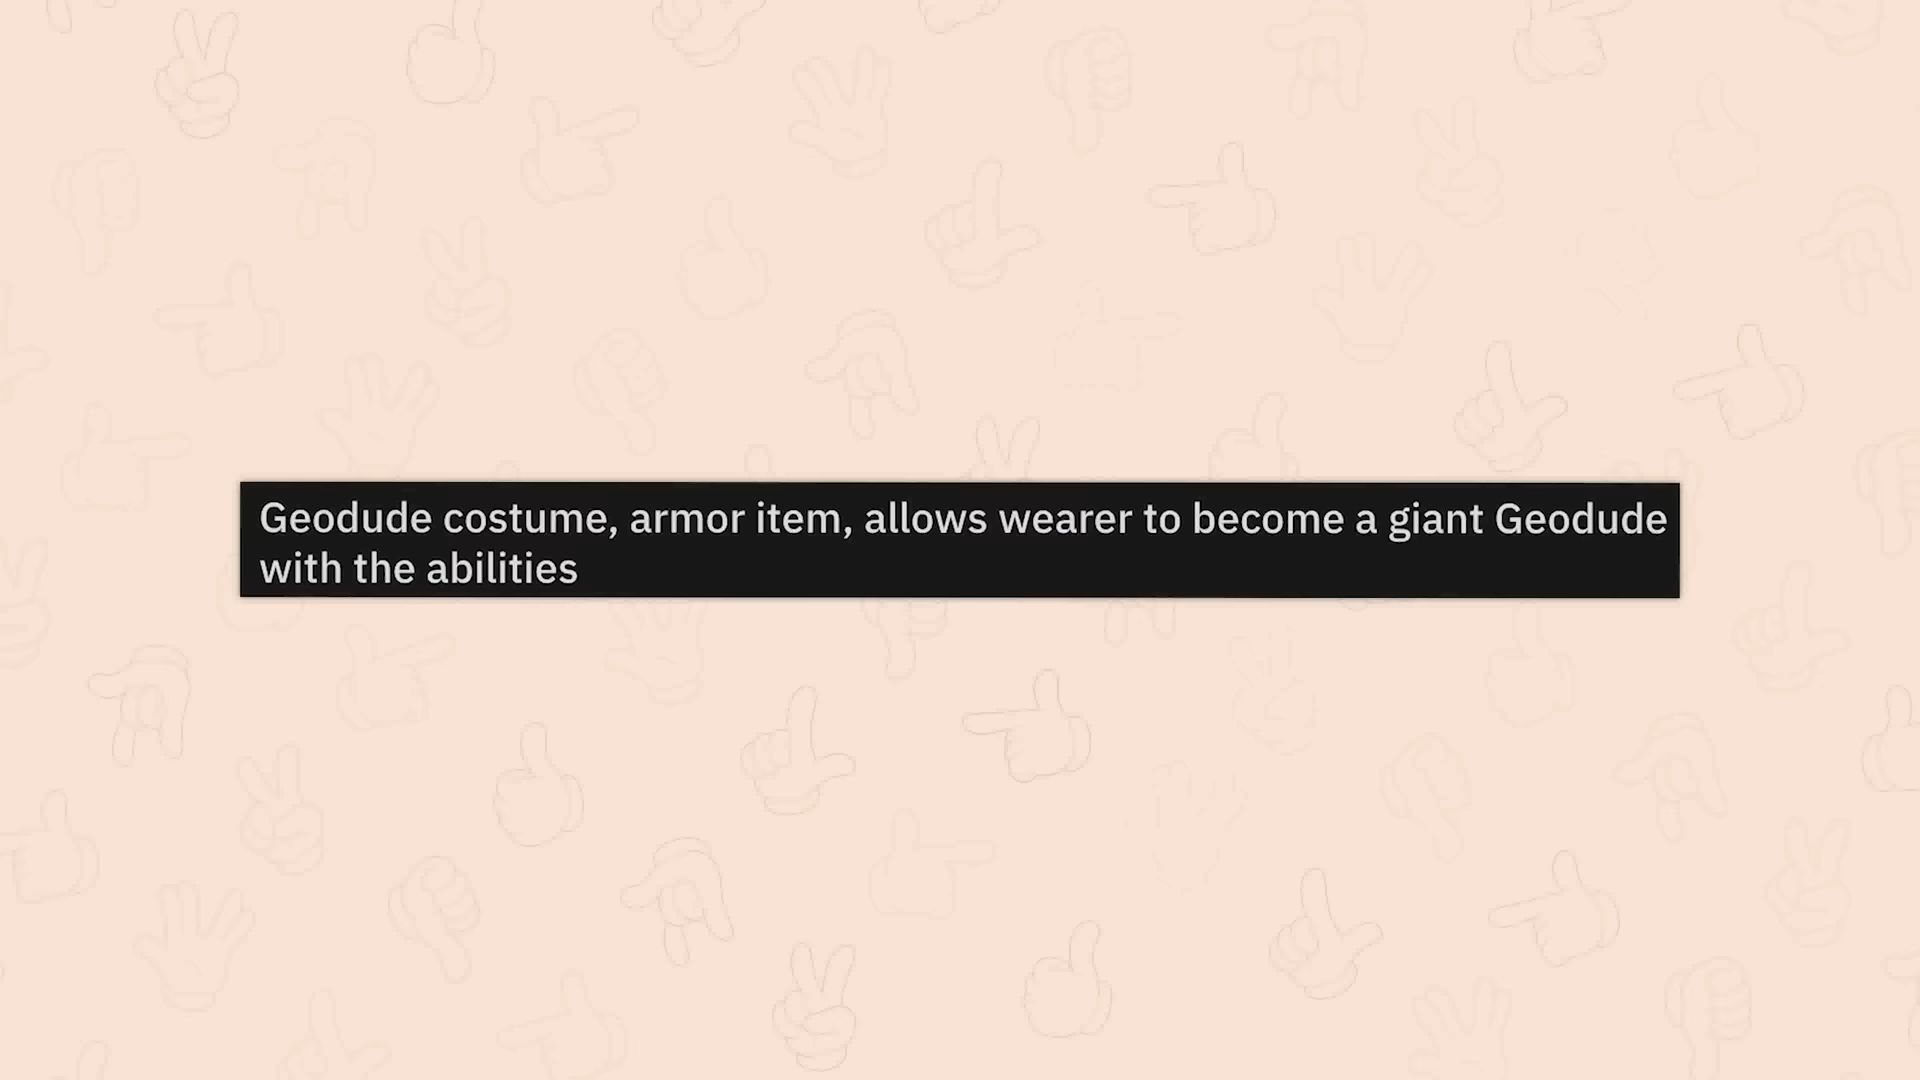 Geodude costume, armor item, allows wearer to become a giant Geodude
with the abilities